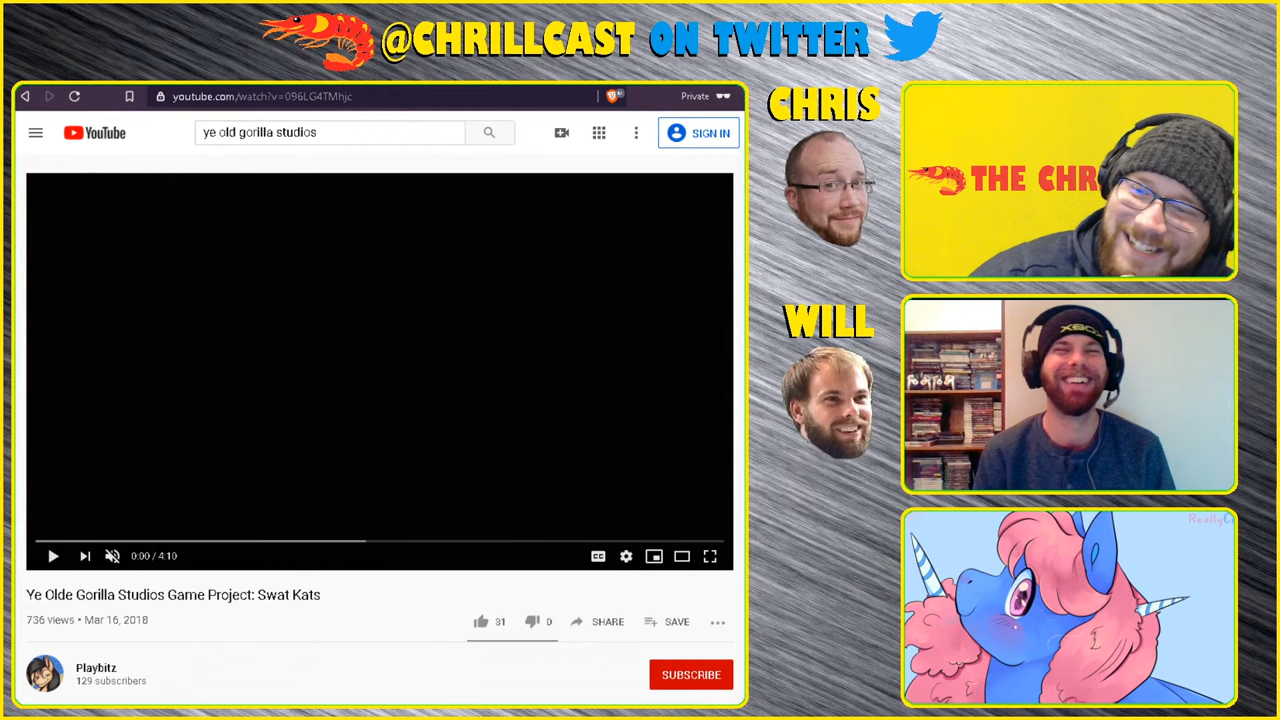 @CHRILLCAST ON TWITTER
youtube.com/watch?v=096LG4TMhjc
Private
YouTube
ye old gorilla studios
SIGN IN
CHRIS
THE CHR
WILL
XBOX
0:00 / 4:10
CC
Ye Olde Gorilla Studios Game Project: Swat Kats
736 views • Mar 16, 2018
31
0
SHARE
SAVE
Playbitz
129 subscribers
SUBSCRIBE